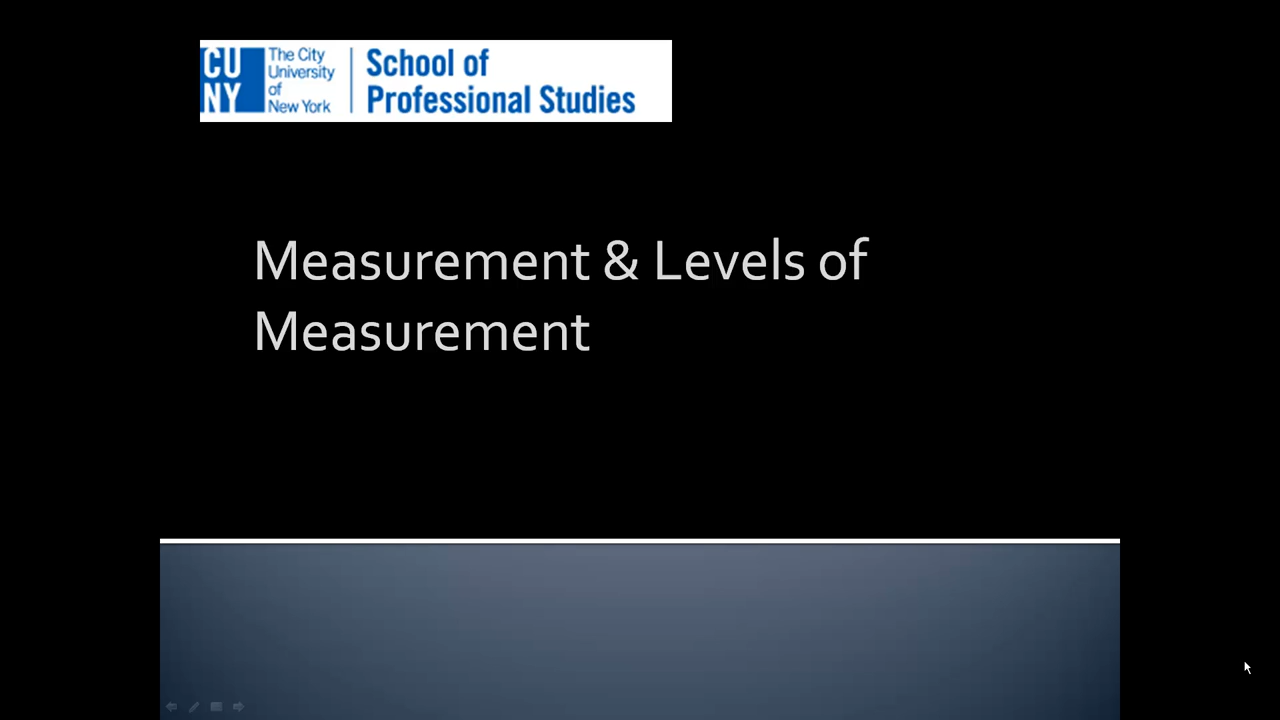 CU
NY
The City
University
of
New York
School of
Professional Studies
Measurement & Levels of
Measurement